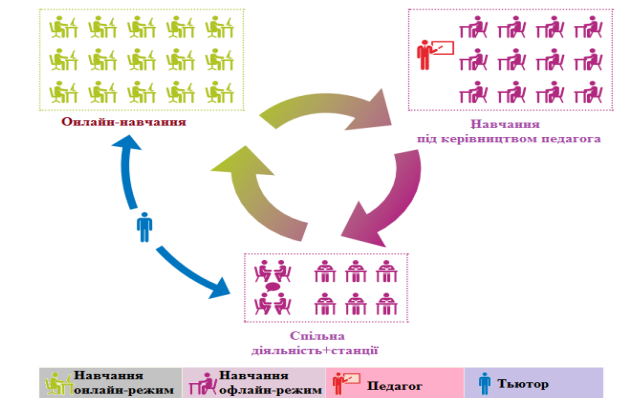 Онлайн-навчання
Навчання
під керівництвом педагога
Спільна
діяльність+станції
Навчання
онлайн-режим
Навчання
офлайн-режим
Педагог
Тьютор